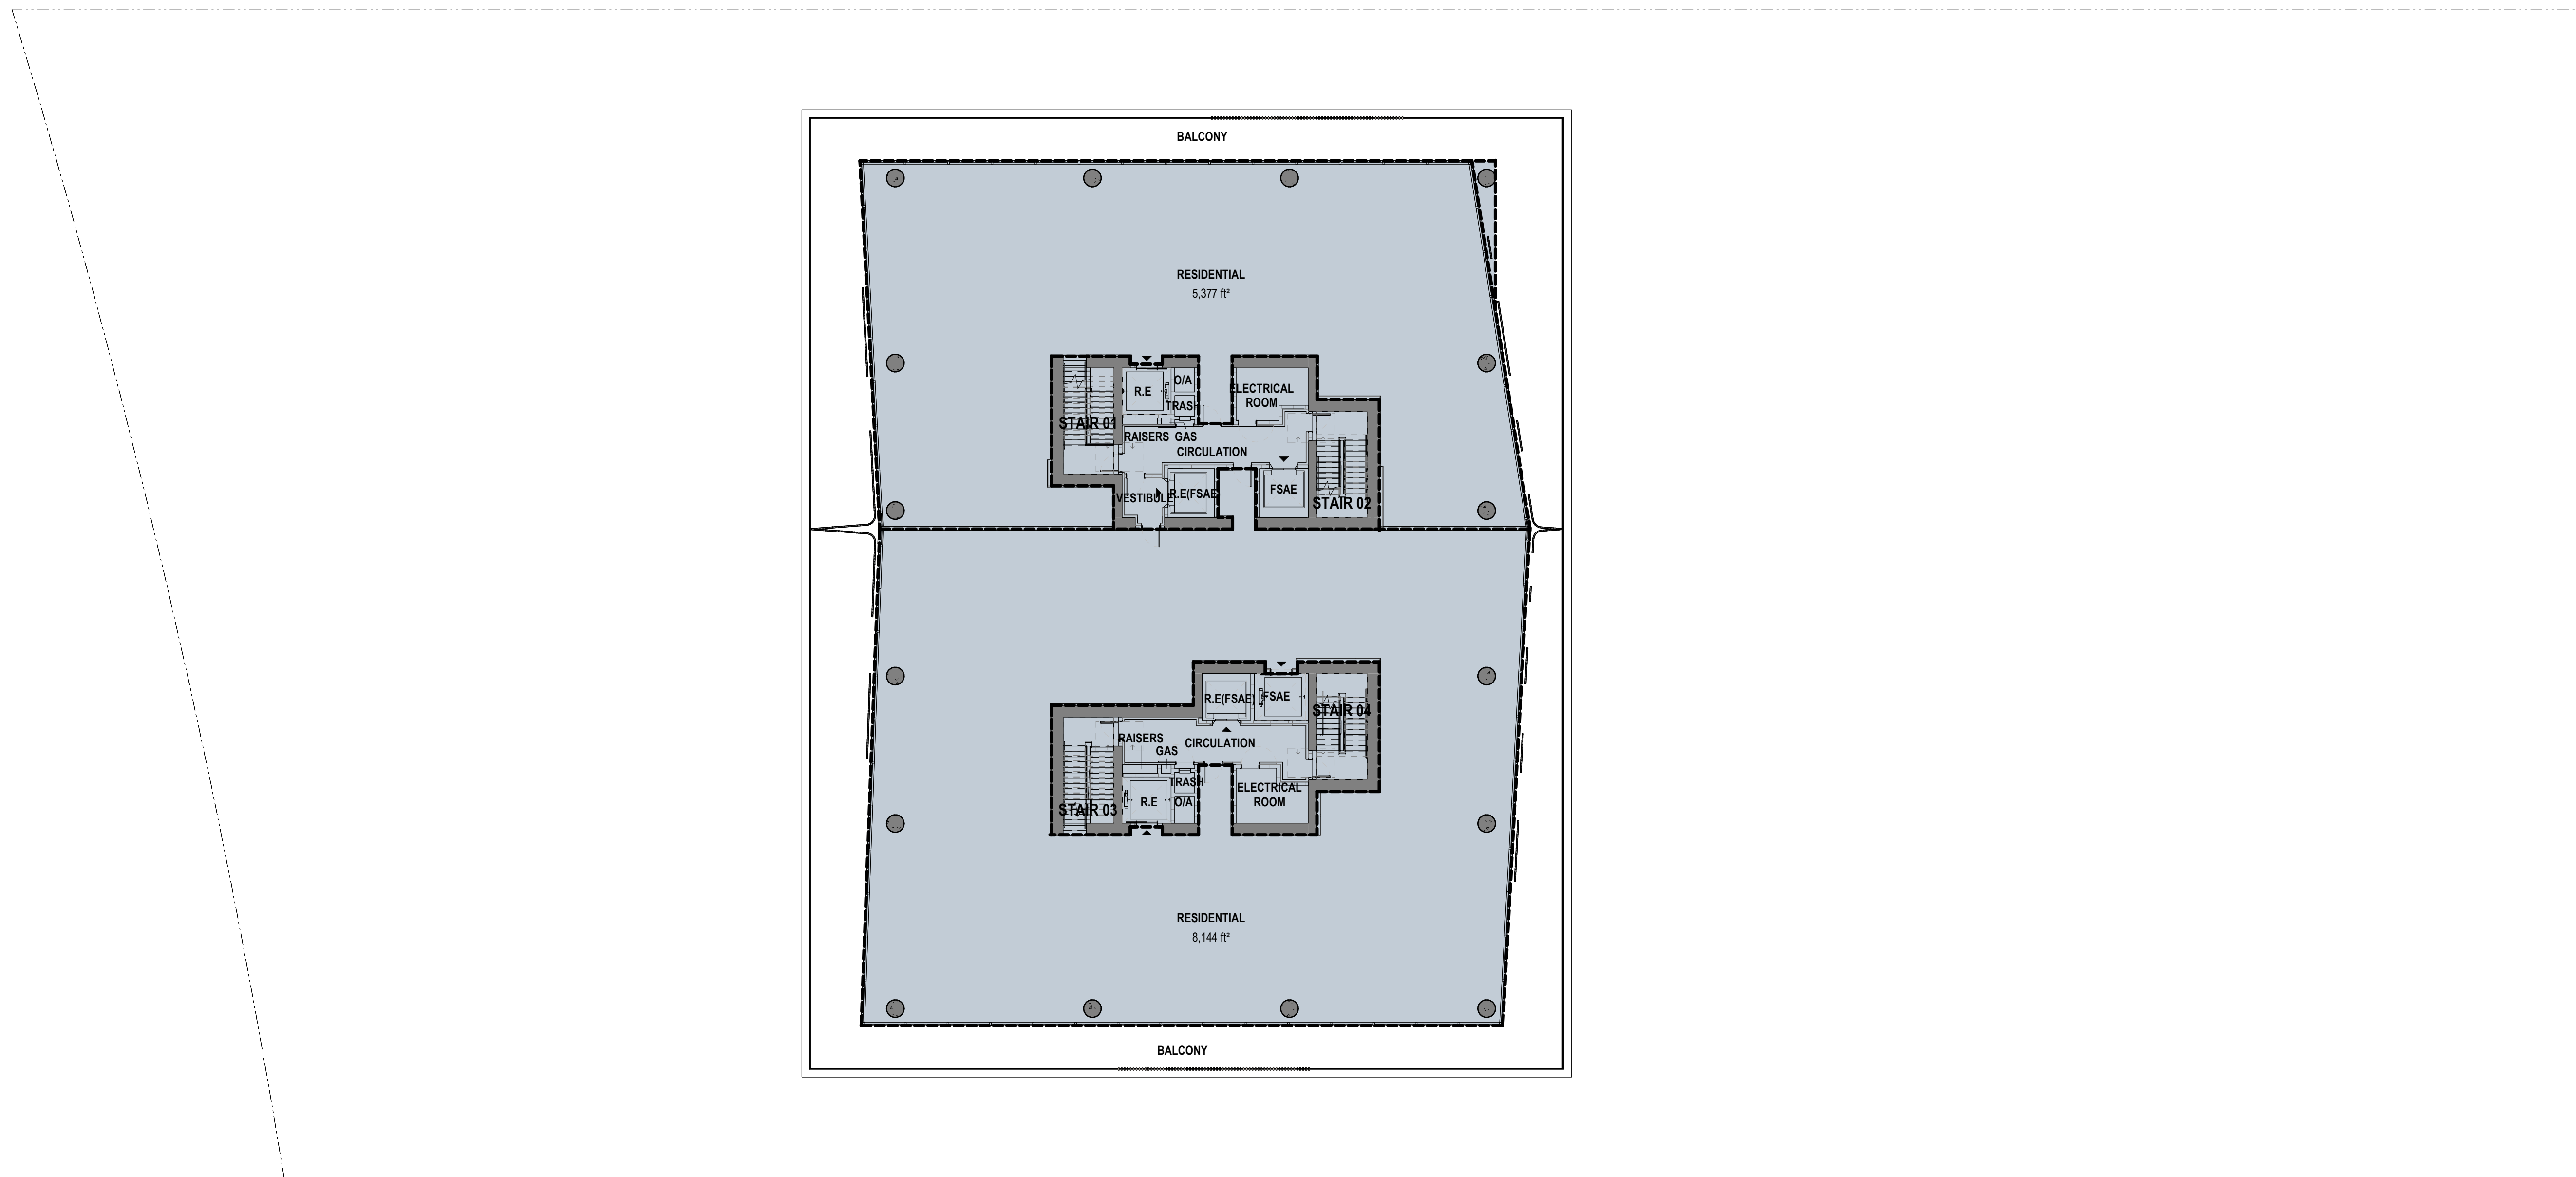 BALCONY
RESIDENTIAL
5,377 ft²
R.E
O/A
TRASH
ELECTRICAL
ROOM
STAIR 01
RAISERS
GAS
CIRCULATION
VESTIBULE
R.E(FSAE)
FSAE
STAIR 02
R.E(FSAE)
FSAE
STAIR 04
RAISERS
GAS
CIRCULATION
TRASH
ELECTRICAL
ROOM
R.E
O/A
STAIR 03
RESIDENTIAL
8,144 ft²
BALCONY